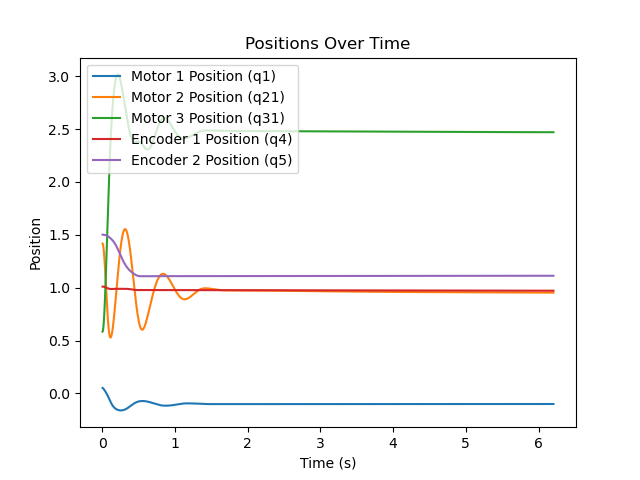 Positions Over Time
Motor 1 Position (q1)
Motor 2 Position (q21)
Motor 3 Position (q31)
Encoder 1 Position (q4)
Encoder 2 Position (q5)
3.0
2.5
2.0
1.5
1.0
0.5
0.0
Position
0 1 2 3 4 5 6
Time (s)